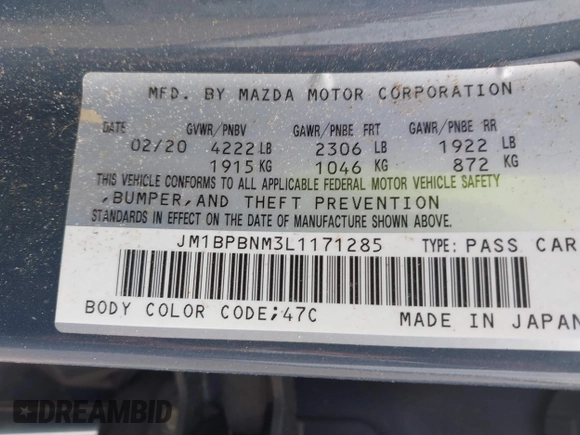 MFD. BY MAZDA MOTOR CORPORATION
DATE GVWR/PNBV GAWR/PNBE FRT GAWR/PNBE RR
02/20 4222 LB 2306 LB 1922 LB
1915 KG 1046 KG 872 KG
THIS VEHICLE CONFORMS TO ALL APPLICABLE FEDERAL MOTOR VEHICLE SAFETY
,BUMPER,AND THEFT PREVENTION
STANDARDS IN EFFECT ON THE DATE OF MANUFACTURE SHOWN ABOVE.
JM1BPBNM3L1171285 TYPE: PASS CAR
BODY COLOR CODE;47C MADE IN JAPAN
DREAMBID